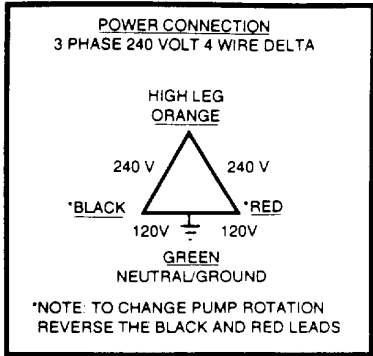 POWER CONNECTION
3 PHASE 240 VOLT 4 WIRE DELTA
HIGH LEG
ORANGE
240 V 240 V
*BLACK *RED
120V 120V
GREEN
NEUTRAL/GROUND
*NOTE: TO CHANGE PUMP ROTATION
REVERSE THE BLACK AND RED LEADS